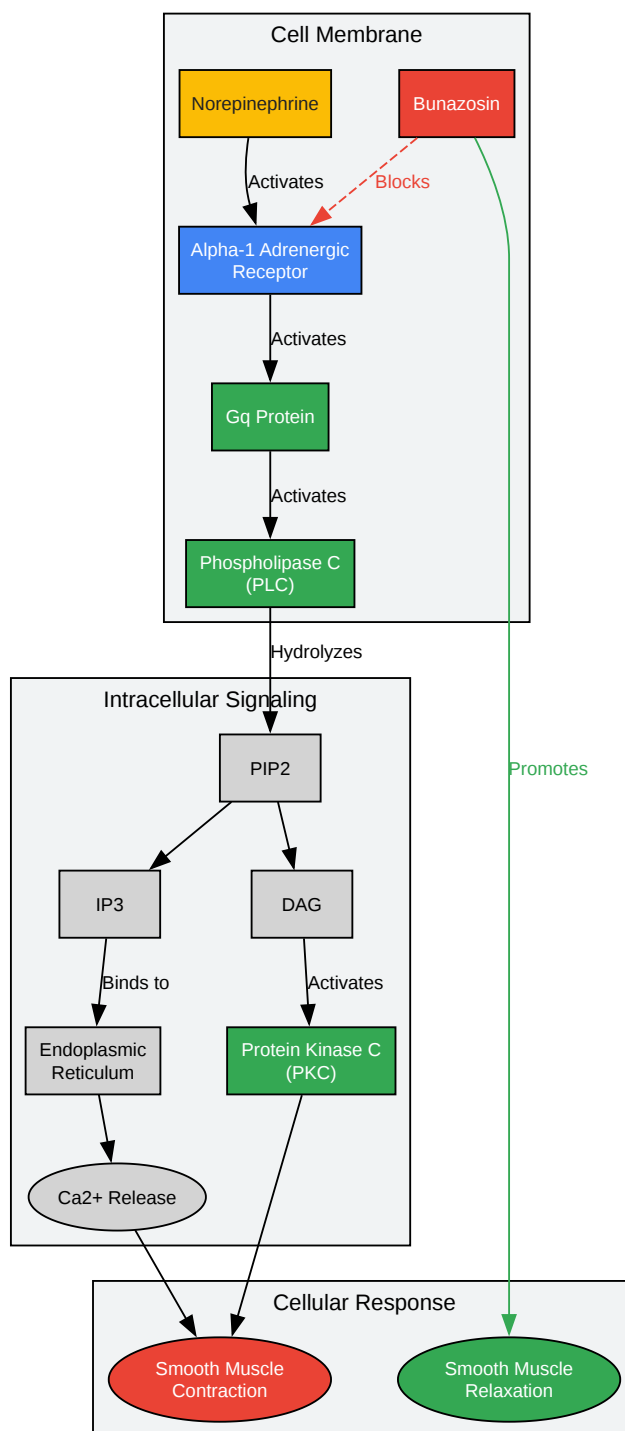 Cell Membrane
Norepinephrine
Bunazosin
Activates
Blocks
Alpha-1 Adrenergic
Receptor
Activates
Gq Protein
Activates
Phospholipase C
(PLC)
Hydrolyzes
Intracellular Signaling
PIP2
Promotes
IP3
DAG
Binds to
Activates
Endoplasmic
Reticulum
Protein Kinase C
(PKC)
Ca2+ Release
Cellular Response
Smooth Muscle
Contraction
Smooth Muscle
Relaxation